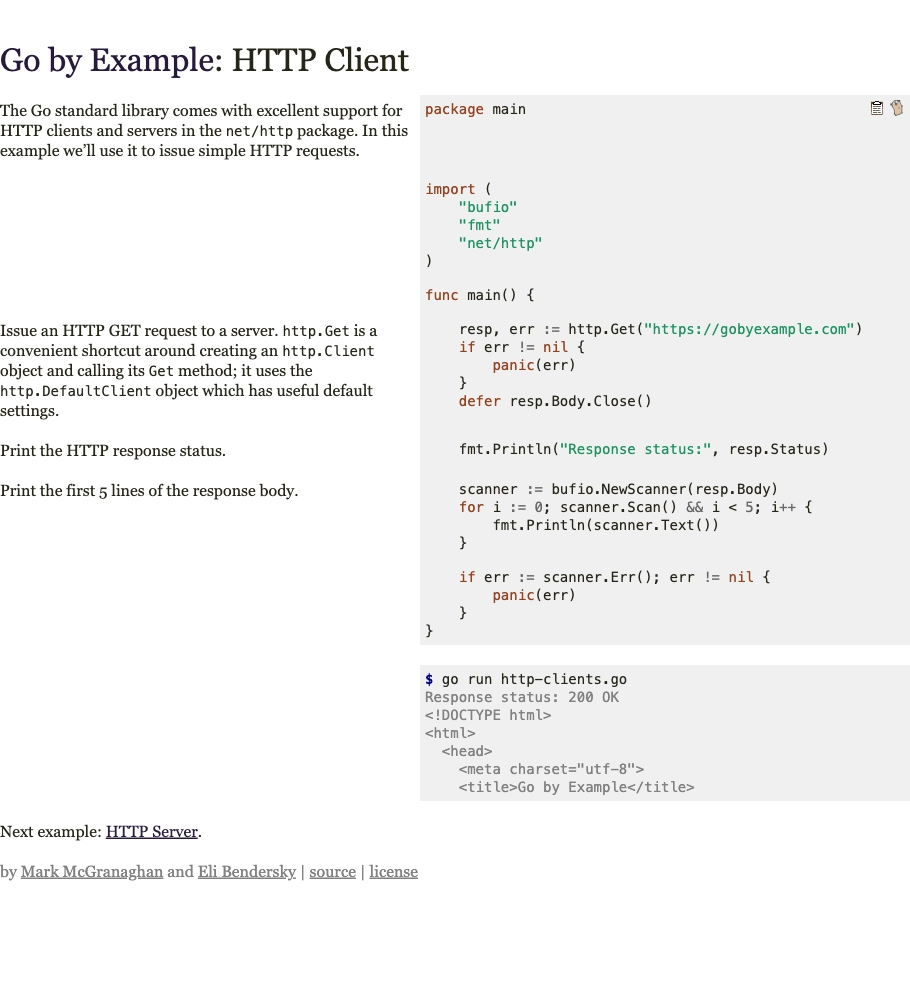 Go by Example: HTTP Client
The Go standard library comes with excellent support for
HTTP clients and servers in the net/http package. In this
example we’ll use it to issue simple HTTP requests.
package main
import (
    "bufio"
    "fmt"
    "net/http"
)
func main() {
Issue an HTTP GET request to a server. http.Get is a
convenient shortcut around creating an http.Client
object and calling its Get method; it uses the
http.DefaultClient object which has useful default
settings.
    resp, err := http.Get("https://gobyexample.com")
    if err != nil {
        panic(err)
    }
    defer resp.Body.Close()
Print the HTTP response status.
    fmt.Println("Response status:", resp.Status)
Print the first 5 lines of the response body.
    scanner := bufio.NewScanner(resp.Body)
    for i := 0; scanner.Scan() && i < 5; i++ {
        fmt.Println(scanner.Text())
    }
    if err := scanner.Err(); err != nil {
        panic(err)
    }
}
$ go run http-clients.go
Response status: 200 OK
<!DOCTYPE html>
<html>
  <head>
    <meta charset="utf-8">
    <title>Go by Example</title>
Next example: HTTP Server.
by Mark McGranaghan and Eli Bendersky | source | license